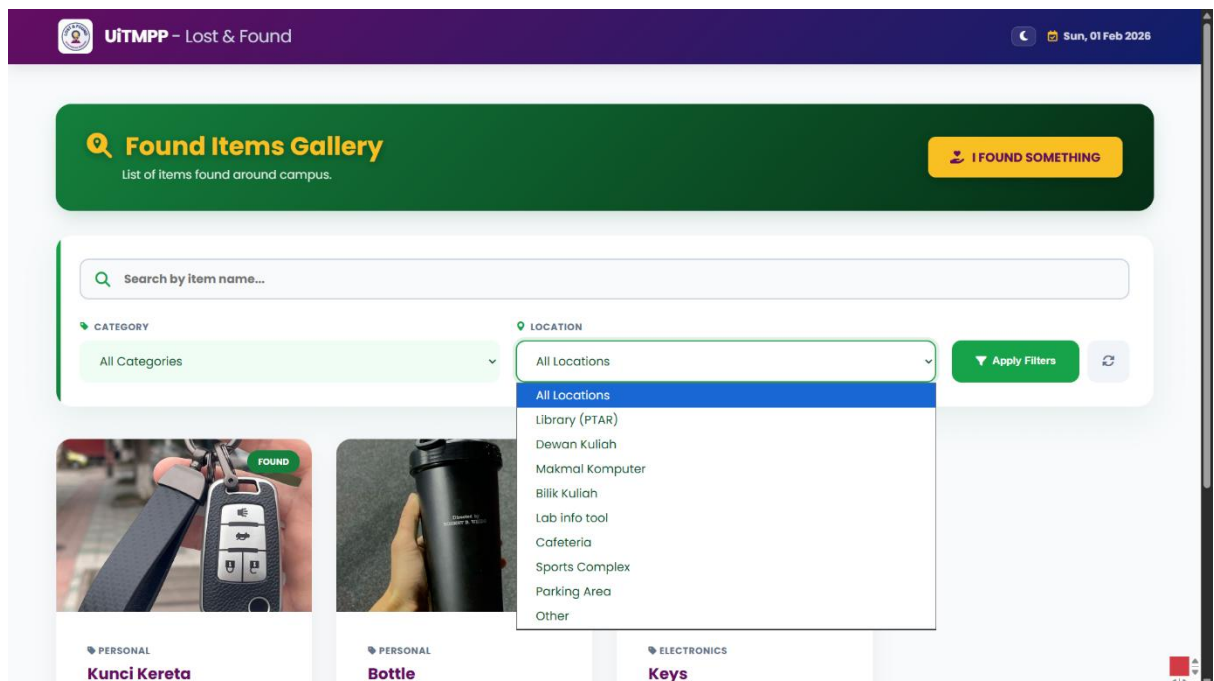 UiTMPP - Lost & Found
Sun, 01 Feb 2026
Found Items Gallery
List of items found around campus.
I FOUND SOMETHING
Search by item name...
CATEGORY
LOCATION
All Categories
All Locations
Apply Filters
All Locations
Library (PTAR)
Dewan Kuliah
Makmal Komputer
Bilik Kuliah
Lab info tool
Cafeteria
Sports Complex
Parking Area
Other
FOUND
PERSONAL
Kunci Kereta
PERSONAL
Bottle
ELECTRONICS
Keys